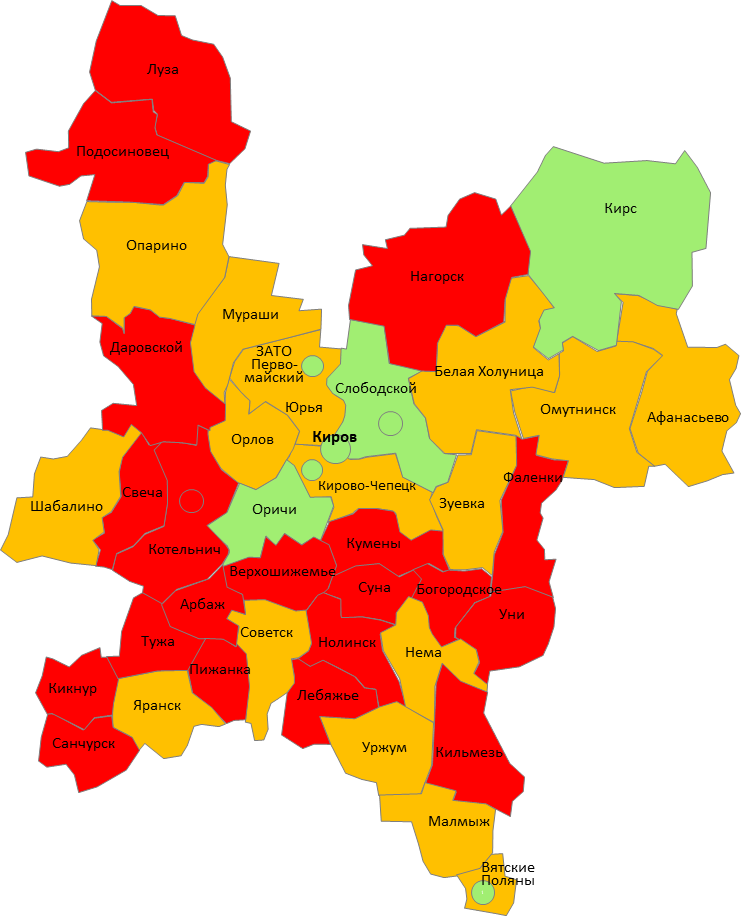 Луза
Подосиновец
Кирс
Опарино
Нагорск
Мураши
Даровской
ЗАТО
Перво-
майский
Белая Холуница
Слободской
Юрья
Омутнинск
Афанасьево
Орлов
Киров
Фаленки
Кирово-Чепецк
Свеча
Зуевка
Шабалино
Оричи
Котельнич
Кумены
Верхошижемье
Суна
Богородское
Арбаж
Уни
Советск
Тужа
Нолинск
Нема
Пижанка
Кикнур
Лебяжье
Яранск
Санчурск
Уржум
Кильмезь
Малмыж
Вятские
Поляны